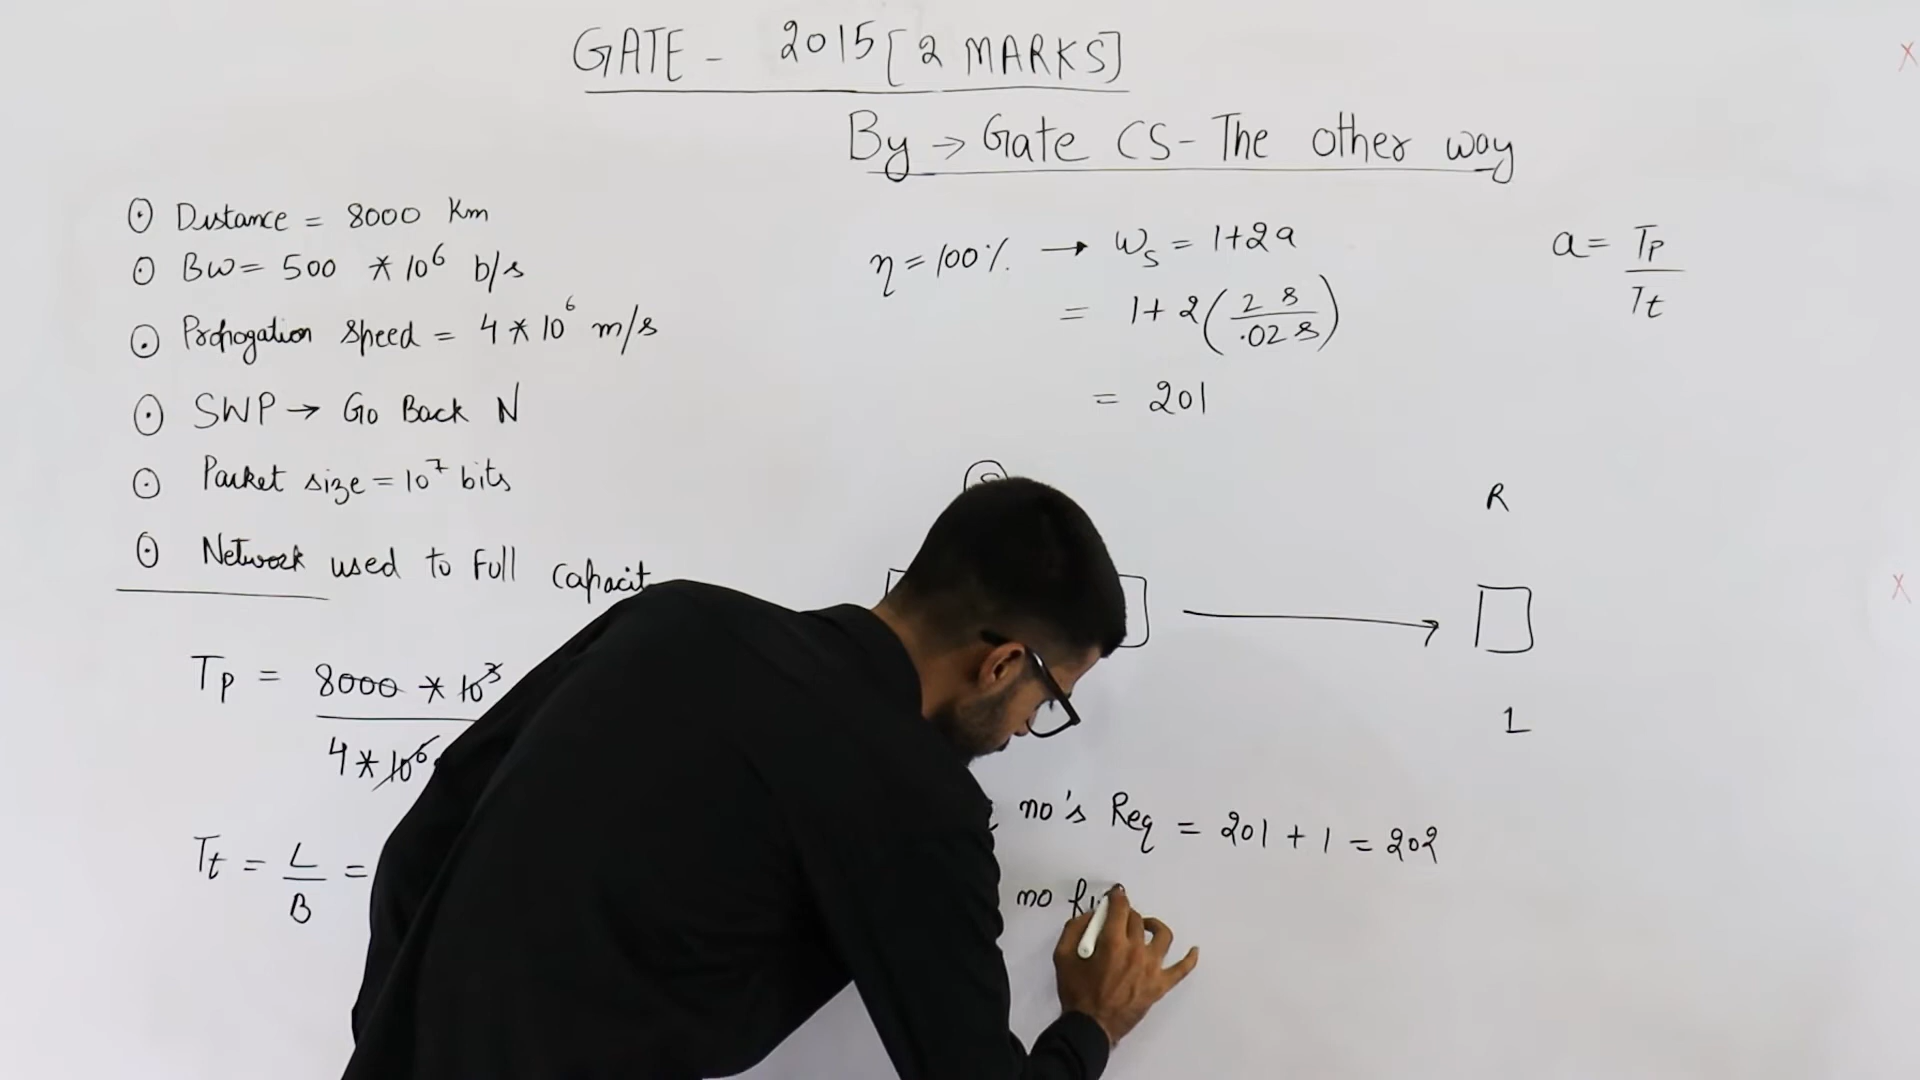 GATE - 2015 [2 MARKS]
By → Gate CS - The other way
⊙ Distance = 8000 Km
⊙ BW = 500 * 10⁶ b/s
⊙ Propogation speed = 4 * 10⁶ m/s
⊙ SWP → Go Back N
⊙ Packet size = 10⁷ bits
⊙ Network used to Full
Tp = 8000 * 10³ / 4 * 10⁶
Tt = L / B =
η = 100% → Ws = 1+2a
= 1 + 2 ( 2 s / .02 s )
= 201
a = Tp / Tt
R
1
no's Req = 201 + 1 = 202
no